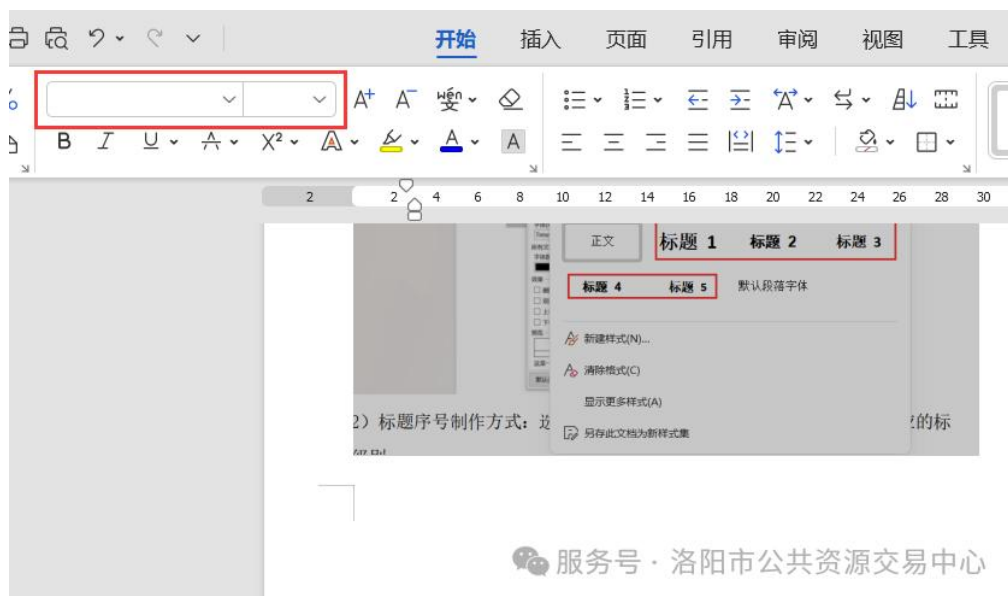 开始 插入 页面 引用 审阅 视图 工具
A+ A- wén 变
B I U A X² A A A
2 2 4 6 8 10 12 14 16 18 20 22 24 26 28 30
正文 标题 1 标题 2 标题 3
标题 4 标题 5 默认段落字体
新建样式(N)...
清除格式(C)
显示更多样式(A)
2）标题序号制作方式：选 的标
另存此文档为新样式集
服务号 · 洛阳市公共资源交易中心